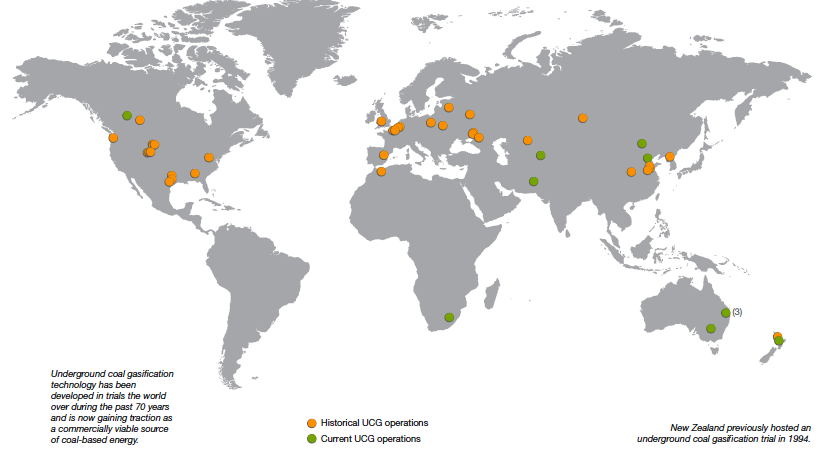 (3)
Underground coal gasification
technology has been
developed in trials the world
over during the past 70 years
and is now gaining traction as
a commercially viable source
of coal-based energy.
Historical UCG operations
Current UCG operations
New Zealand previously hosted an
underground coal gasification trial in 1994.